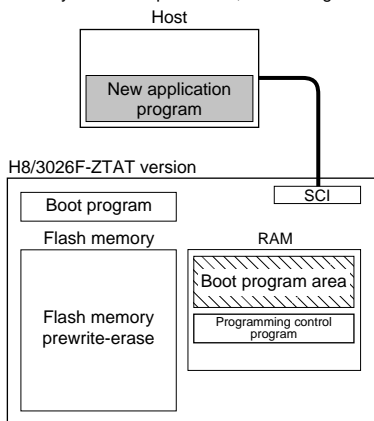 Host
New application
program
H8/3026F-ZTAT version
SCI
Boot program
Flash memory
RAM
Boot program area
Flash memory
prewrite-erase
Programming control
program